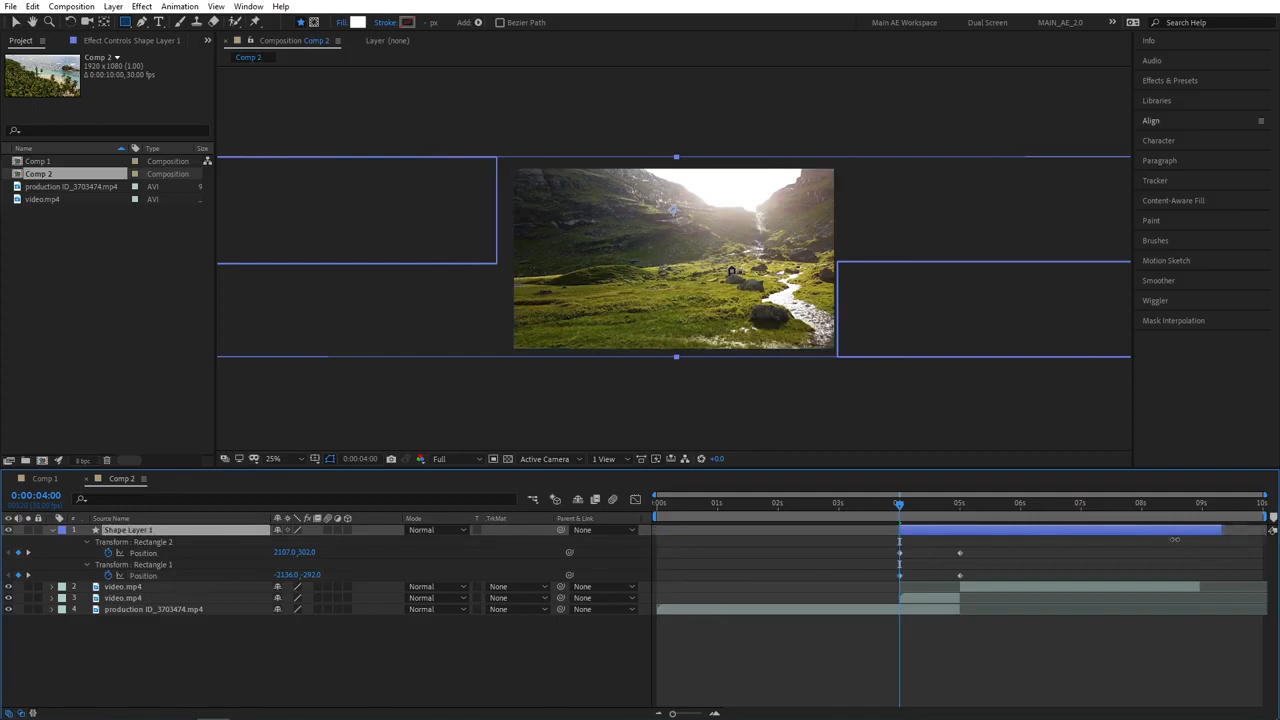 File Edit Composition Layer Effect Animation View Window Help
Fill: Stroke: - px Add: Bezier Path Main AE Workspace Dual Screen MAIN_AE_2.0 Search Help
Project Effect Controls Shape Layer 1 Composition Comp 2 Layer (none) Info
Comp 2 Comp 2
1920 x 1080 (1.00)
Δ 0:00:10:00, 30.00 fps
Audio
Effects & Presets
Libraries
Align
Character
Paragraph
Tracker
Content-Aware Fill
Paint
Brushes
Motion Sketch
Smoother
Wiggler
Mask Interpolation
Name Type Size
Comp 1 Composition
Comp 2 Composition
production ID_3703474.mp4 AVI 9
video.mp4 AVI ..
8 bpc 25% 0:00:04:00 Full Active Camera 1 View +0.0
Comp 1 Comp 2
0:00:04:00
# Source Name Mode T .TrkMat Parent & Link :00s 01s 02s 03s 05s 06s 07s 08s 09s 10s
1 Shape Layer 1 Normal None
Transform: Rectangle 2
Position 2107.0,302.0
Transform: Rectangle 1
Position -2136.0,-292.0
2 video.mp4 Normal None
3 video.mp4 Normal None None
4 production ID_3703474.mp4 Normal None None